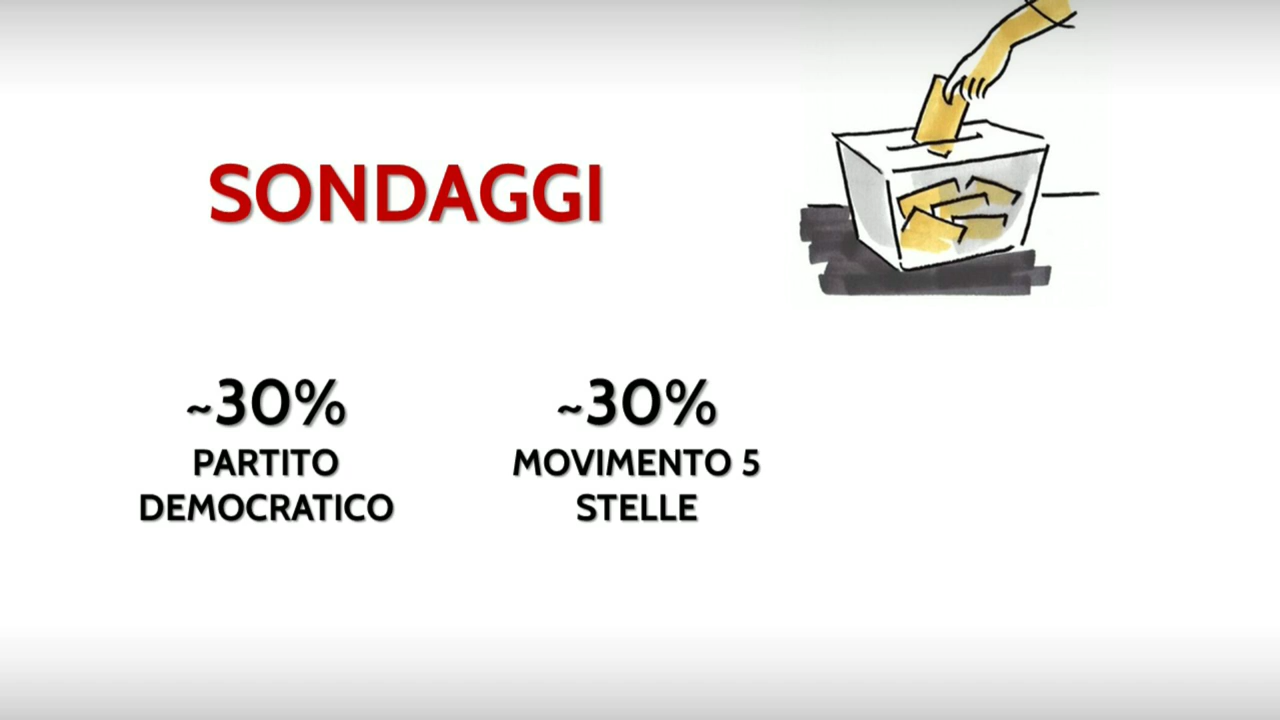 SONDAGGI
~30%
PARTITO
DEMOCRATICO
~30%
MOVIMENTO 5
STELLE